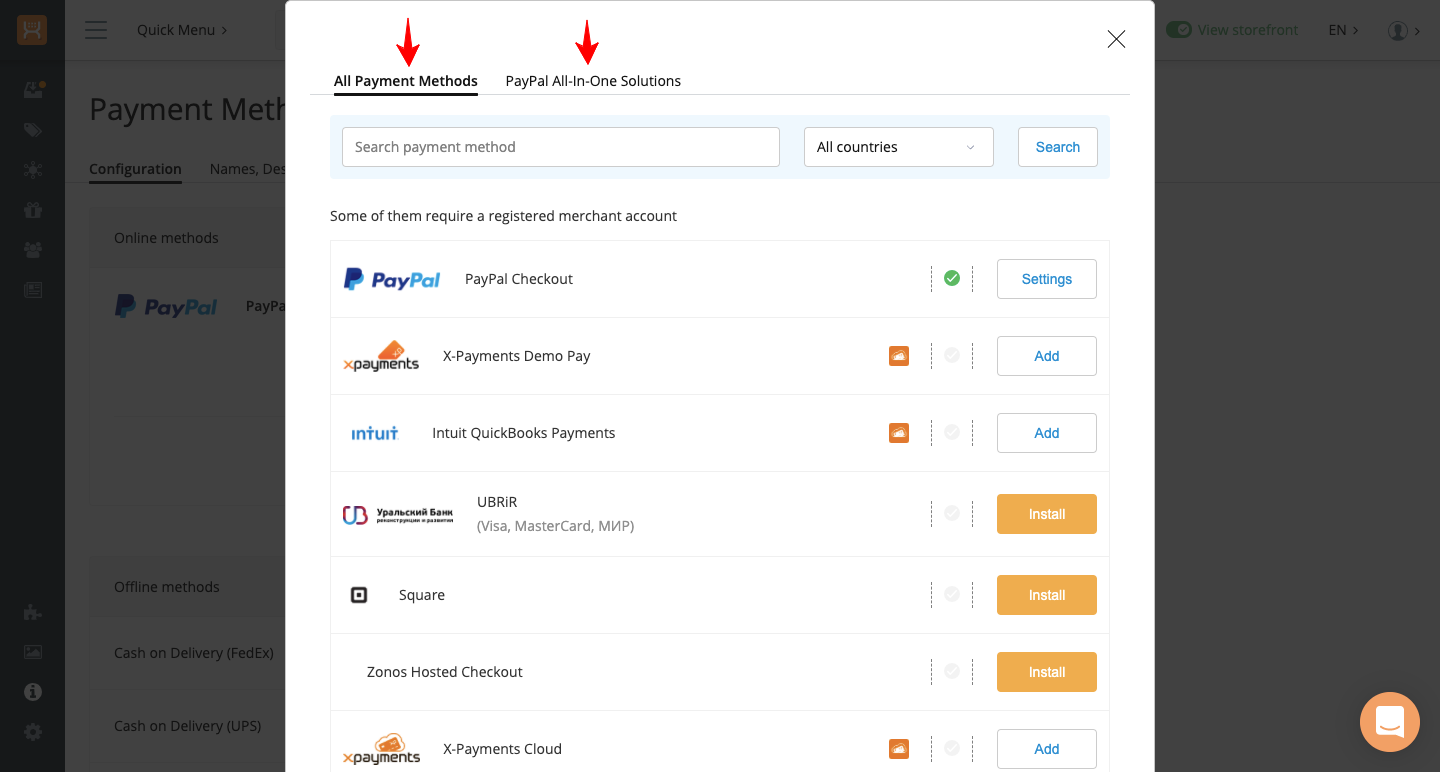 Quick Menu
View storefront
EN
Payment Meth
Configuration
Names, Des
Online methods
PayPal
PayPa
Offline methods
Cash on Delivery (FedEx)
Cash on Delivery (UPS)
All Payment Methods
PayPal All-In-One Solutions
Search payment method
All countries
Search
Some of them require a registered merchant account
PayPal
PayPal Checkout
Settings
xpayments
X-Payments Demo Pay
Add
intuit
Intuit QuickBooks Payments
Add
Уральский Банк
реконструкции и развития
UBRiR
(Visa, MasterCard, МИР)
Install
Square
Install
Zonos Hosted Checkout
Install
xpayments
X-Payments Cloud
Add